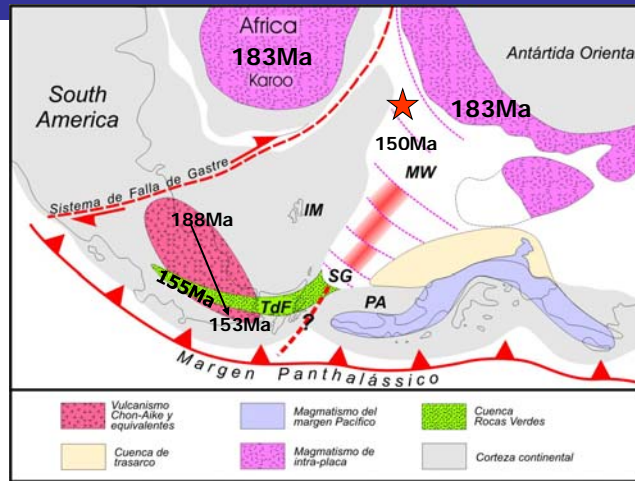 Africa
183Ma
Karoo
Antártida Orienta
South
America
183Ma
150Ma
MW
Sistema de Falla de Gastre
188Ma
IM
155Ma
SG
TdF
PA
153Ma
?
Margen Panthalássico
Vulcanismo
Chon-Aike y
equivalentes
Magmatismo del
margen Pacífico
Cuenca
Rocas Verdes
Cuenca de
trasarco
Magmatismo de
intra-placa
Corteza continental